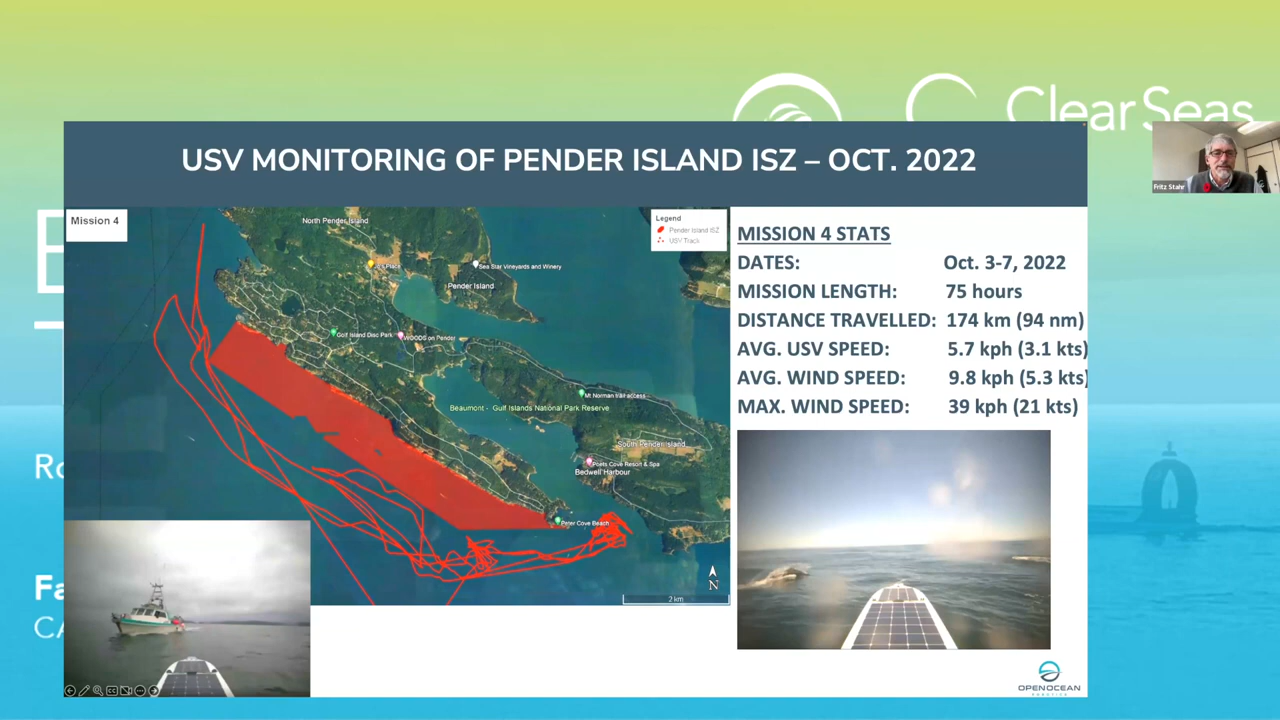 ClearSeas
USV MONITORING OF PENDER ISLAND ISZ – OCT. 2022
Fritz Stahr
Mission 4
North Pender Island
Legend
Pender Island ISZ
USV Track
Sea Star Vineyards and Winery
Pender Island
Golf Island Disc Park
WOODS on Pender
Mt Norman trail access
Beaumont - Gulf Islands National Park Reserve
South Pender Island
Poets Cove Resort & Spa
Bedwell Harbour
Peter Cove Beach
N
2 km
MISSION 4 STATS
DATES: Oct. 3-7, 2022
MISSION LENGTH: 75 hours
DISTANCE TRAVELLED: 174 km (94 nm)
AVG. USV SPEED: 5.7 kph (3.1 kts)
AVG. WIND SPEED: 9.8 kph (5.3 kts)
MAX. WIND SPEED: 39 kph (21 kts)
Ro
Fa
CA
OPENOCEAN
ROBOTICS